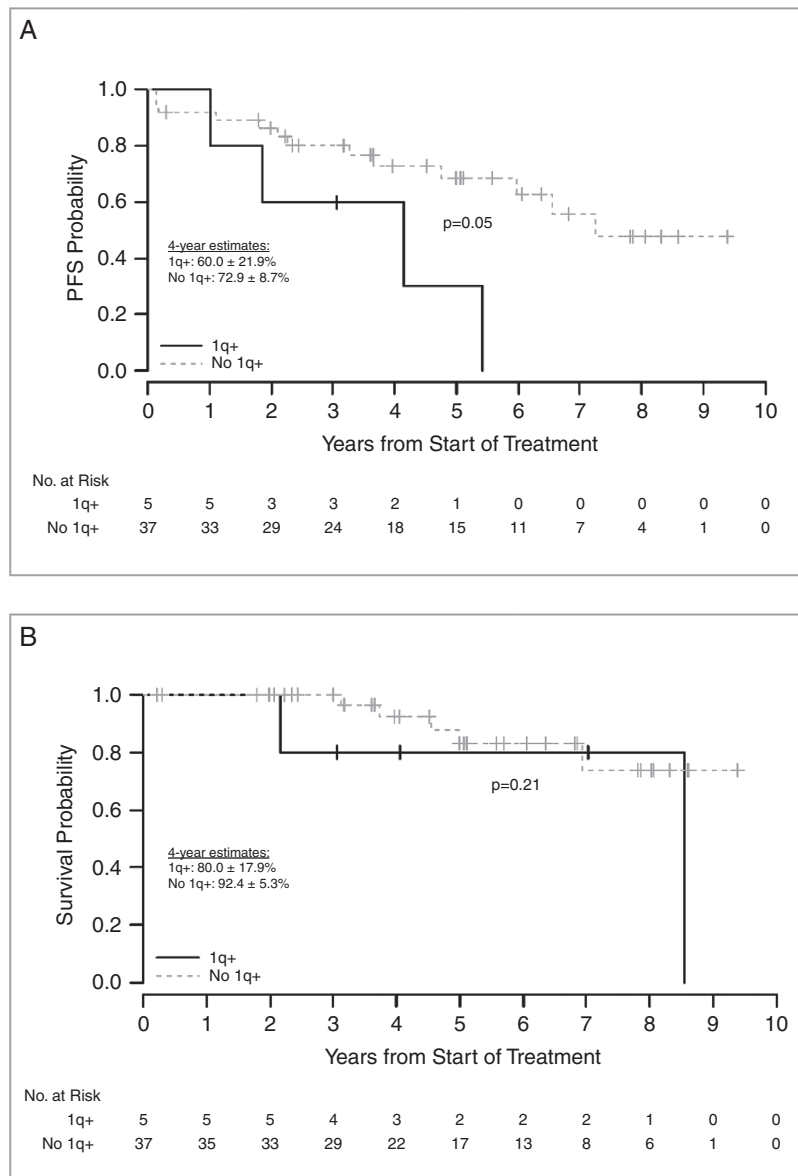 A
1.0
0.8
0.6
0.4
0.2
0.0
PFS Probability
p=0.05
4-year estimates:
1q+: 60.0 ± 21.9%
No 1q+: 72.9 ± 8.7%
1q+
No 1q+
0 1 2 3 4 5 6 7 8 9 10
Years from Start of Treatment
No. at Risk
1q+ 5 5 3 3 2 1 0 0 0 0 0
No 1q+ 37 33 29 24 18 15 11 7 4 1 0
B
1.0
0.8
0.6
0.4
0.2
0.0
Survival Probability
p=0.21
4-year estimates:
1q+: 80.0 ± 17.9%
No 1q+: 92.4 ± 5.3%
1q+
No 1q+
0 1 2 3 4 5 6 7 8 9 10
Years from Start of Treatment
No. at Risk
1q+ 5 5 5 4 3 2 2 2 1 0 0
No 1q+ 37 35 33 29 22 17 13 8 6 1 0